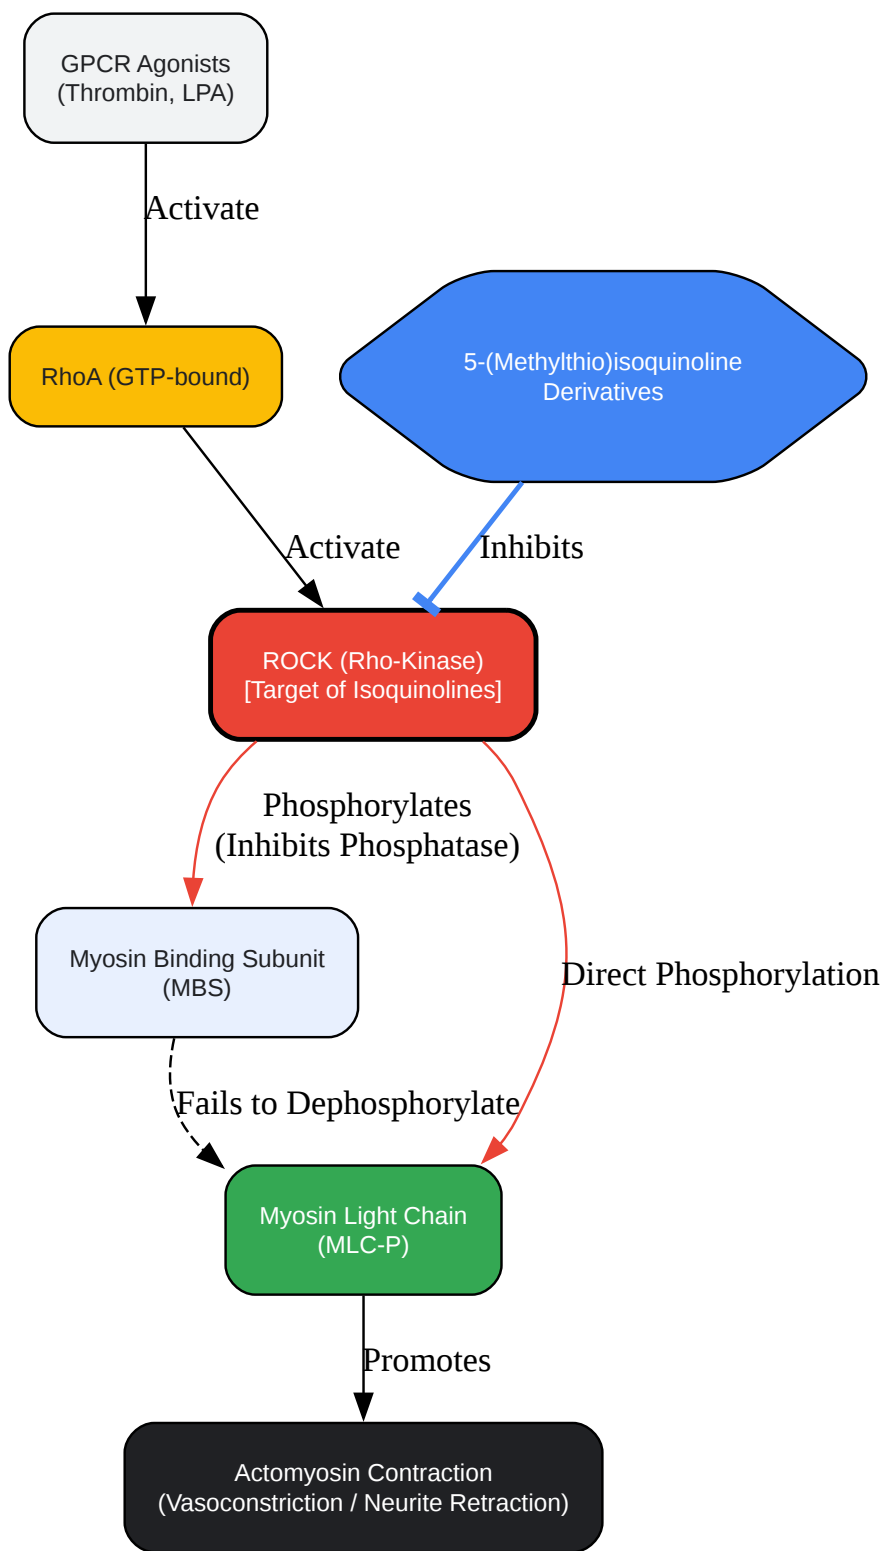 GPCR Agonists
(Thrombin, LPA)
Activate
RhoA (GTP-bound)
5-(Methylthio)isoquinoline
Derivatives
Activate
Inhibits
ROCK (Rho-Kinase)
[Target of Isoquinolines]
Phosphorylates
(Inhibits Phosphatase)
Myosin Binding Subunit
(MBS)
Direct Phosphorylation
Fails to Dephosphorylate
Myosin Light Chain
(MLC-P)
Promotes
Actomyosin Contraction
(Vasoconstriction / Neurite Retraction)